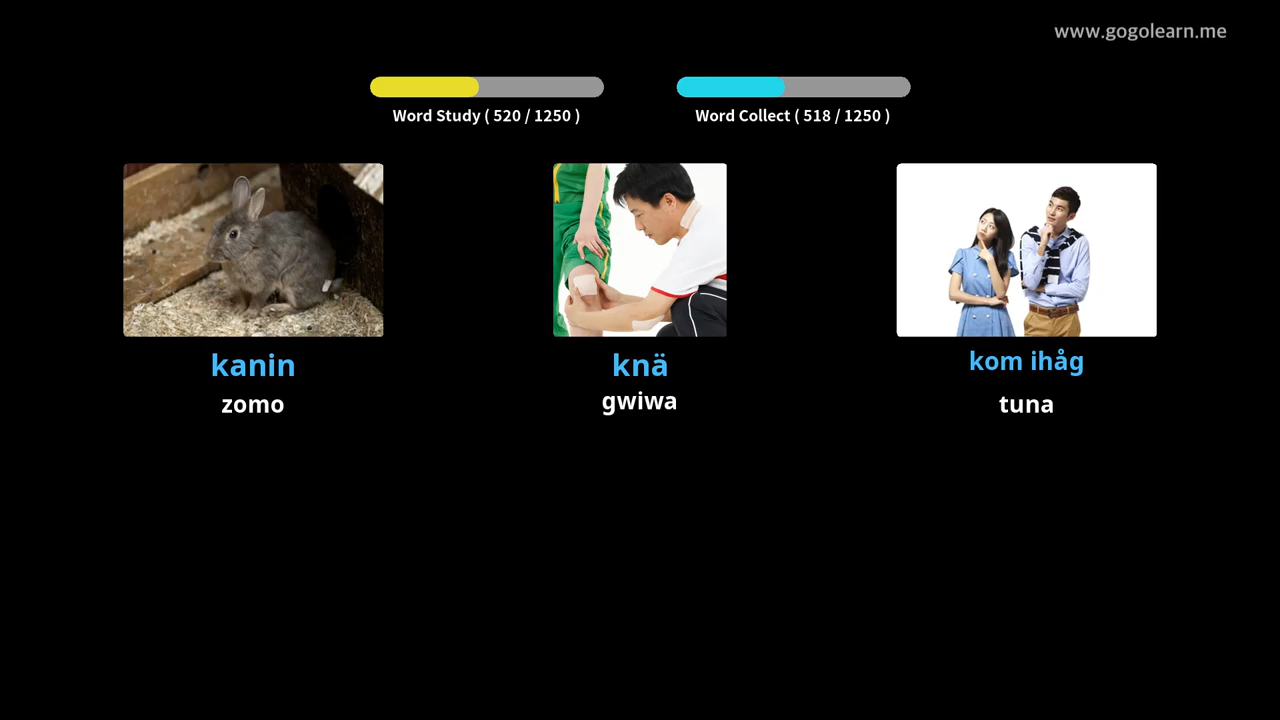 www.gogolearn.me
Word Study ( 520 / 1250 )
Word Collect ( 518 / 1250 )
kanin
zomo
knä
gwiwa
kom ihåg
tuna